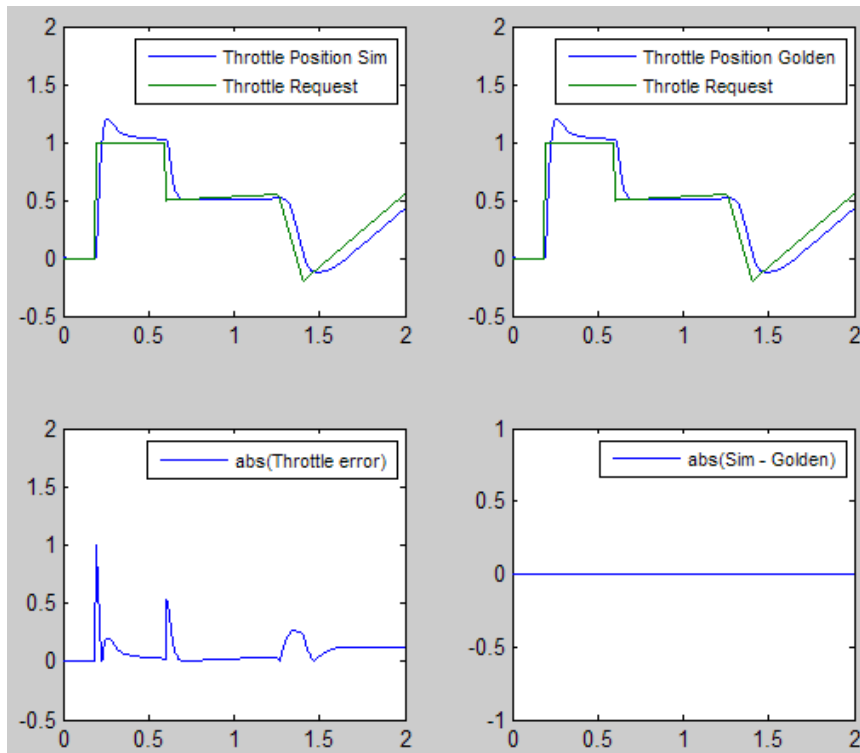 2
1.5
1
0.5
0
-0.5
0 0.5 1 1.5 2
Throttle Position Sim
Throttle Request
2
1.5
1
0.5
0
-0.5
0 0.5 1 1.5 2
Throttle Position Golden
Throtle Request
2
1.5
1
0.5
0
-0.5
0 0.5 1 1.5 2
abs(Throttle error)
1
0.5
0
-0.5
-1
0 0.5 1 1.5 2
abs(Sim - Golden)